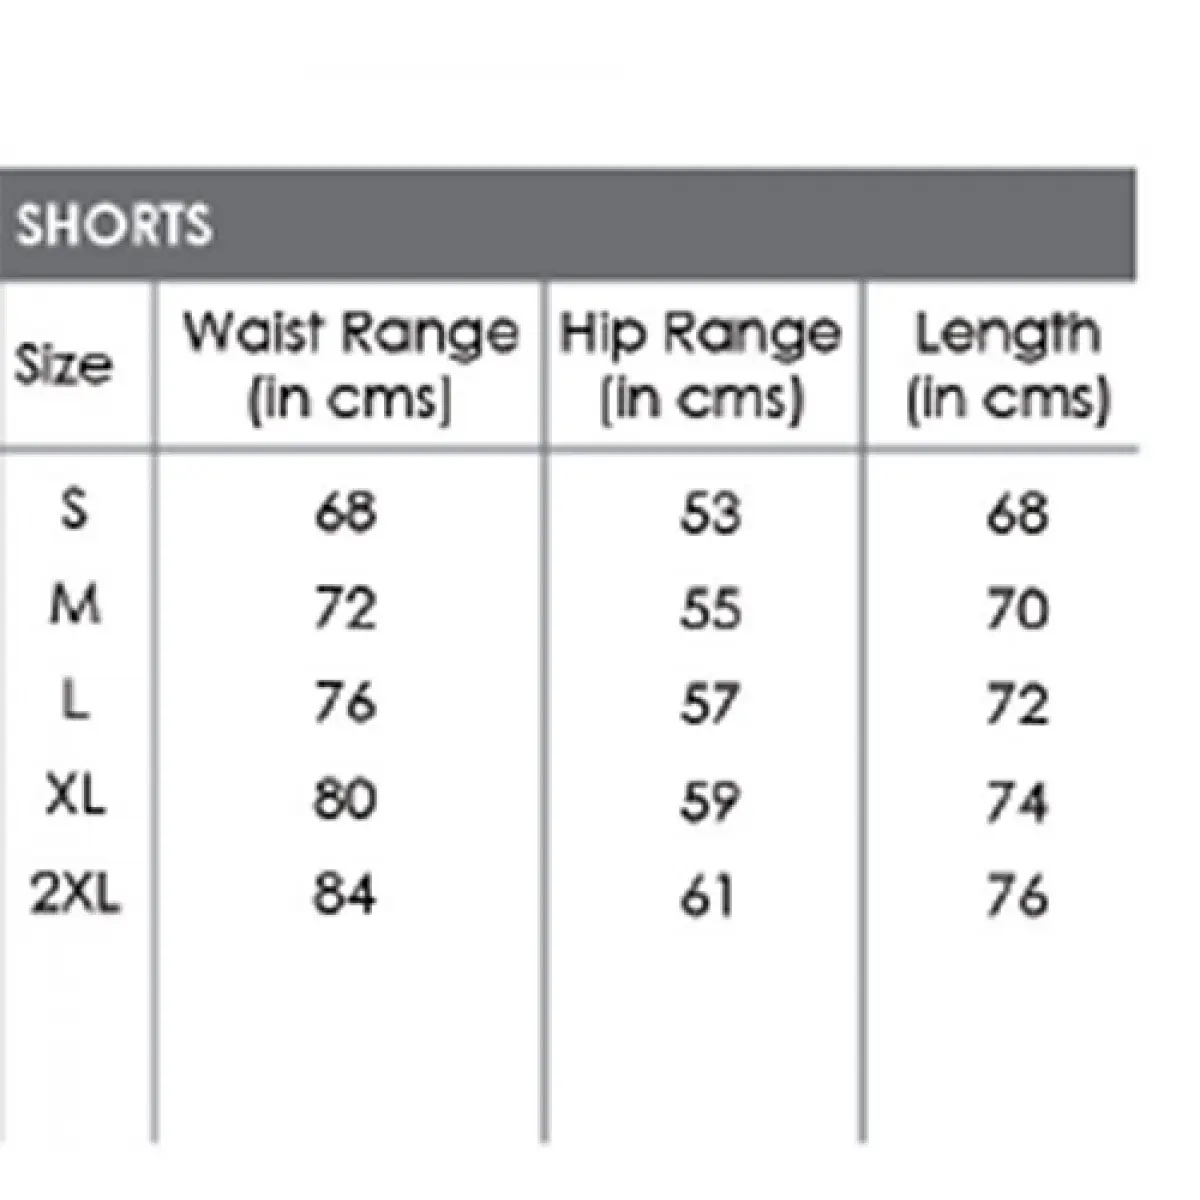 SHORTS
Size Waist Range (in cms] Hip Range (in cms) Length (in cms)
S 68 53 68
M 72 55 70
L 76 57 72
XL 80 59 74
2XL 84 61 76